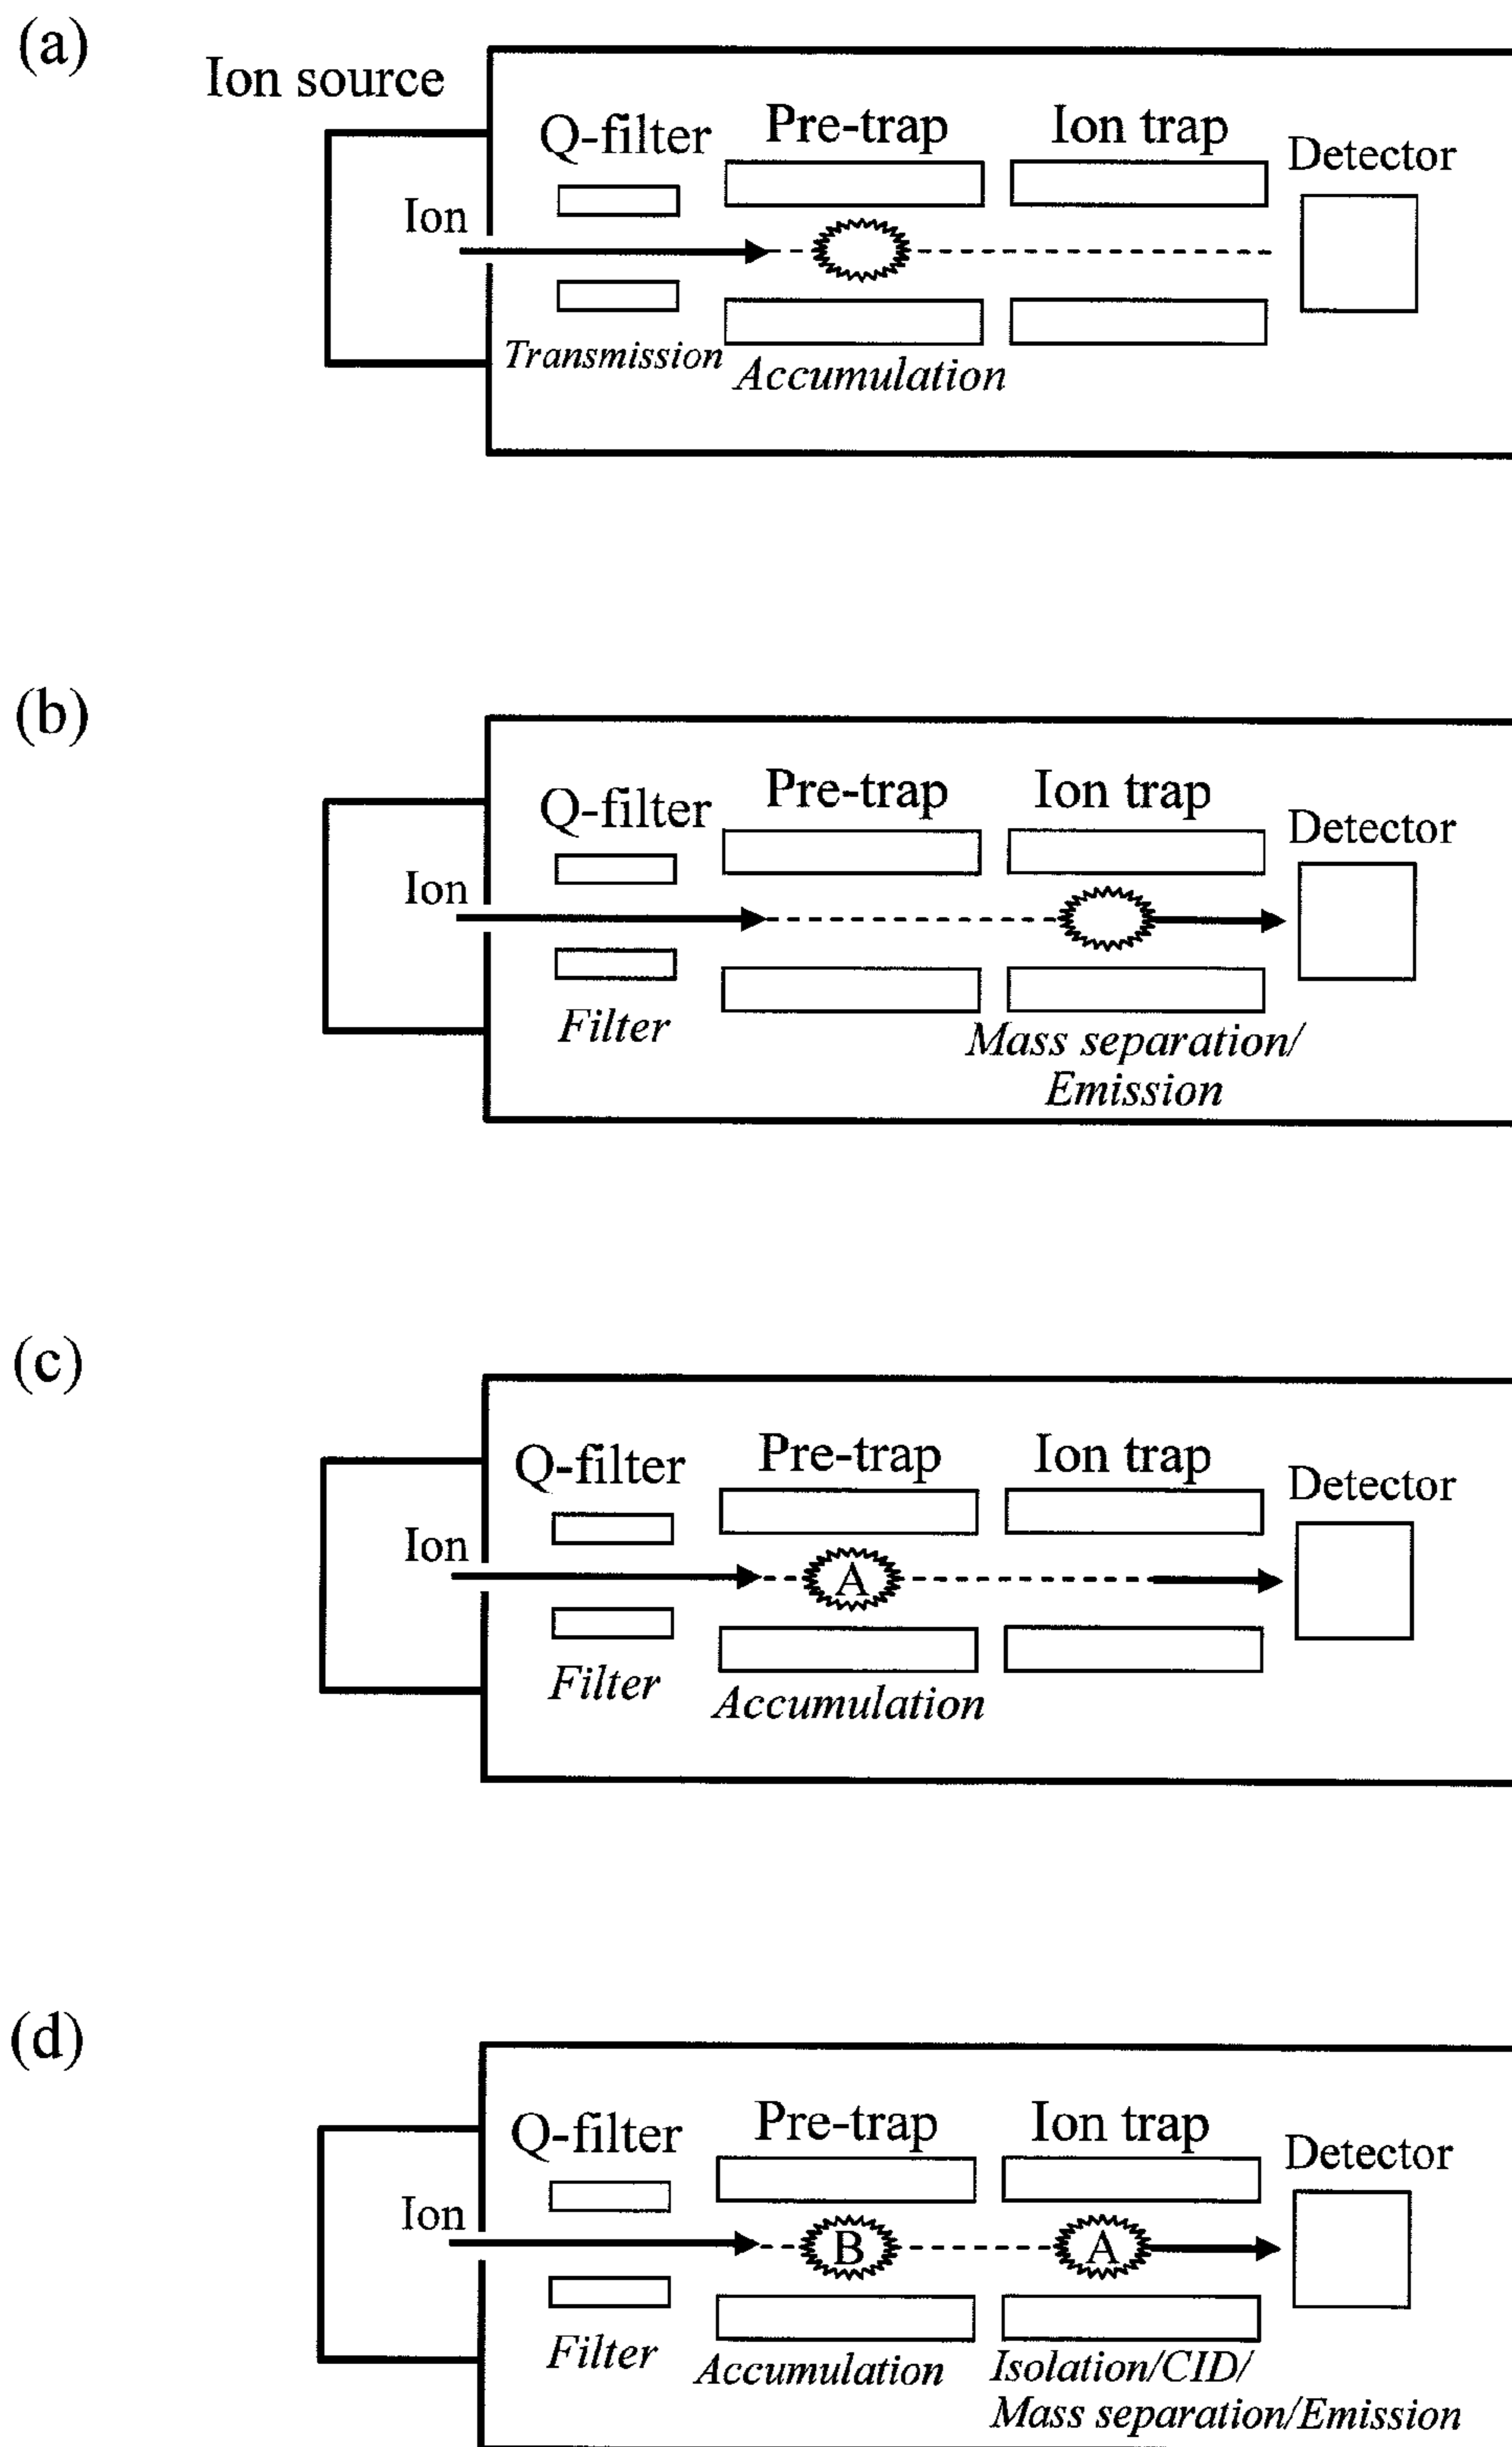 (a)
Ion source
Q-filter
Pre-trap
Ion trap
Detector
Ion
Transmission
Accumulation
(b)
Q-filter
Pre-trap
Ion trap
Detector
Ion
Filter
Mass separation/
Emission
(c)
Q-filter
Pre-trap
Ion trap
Detector
Ion
A
Filter
Accumulation
(d)
Q-filter
Pre-trap
Ion trap
Detector
Ion
B
A
Filter
Accumulation
Isolation/CID/
Mass separation/Emission